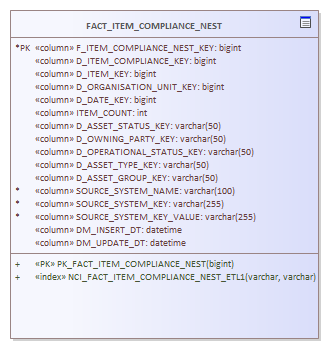 FACT_ITEM_COMPLIANCE_NEST
*PK «column» F_ITEM_COMPLIANCE_NEST_KEY: bigint
«column» D_ITEM_COMPLIANCE_KEY: bigint
«column» D_ITEM_KEY: bigint
«column» D_ORGANISATION_UNIT_KEY: bigint
«column» D_DATE_KEY: bigint
«column» ITEM_COUNT: int
«column» D_ASSET_STATUS_KEY: varchar(50)
«column» D_OWNING_PARTY_KEY: varchar(50)
«column» D_OPERATIONAL_STATUS_KEY: varchar(50)
«column» D_ASSET_TYPE_KEY: varchar(50)
«column» D_ASSET_GROUP_KEY: varchar(50)
* «column» SOURCE_SYSTEM_NAME: varchar(100)
* «column» SOURCE_SYSTEM_KEY: varchar(255)
* «column» SOURCE_SYSTEM_KEY_VALUE: varchar(255)
«column» DM_INSERT_DT: datetime
«column» DM_UPDATE_DT: datetime
+ «PK» PK_FACT_ITEM_COMPLIANCE_NEST(bigint)
+ «index» NCI_FACT_ITEM_COMPLIANCE_NEST_ETL1(varchar, varchar)